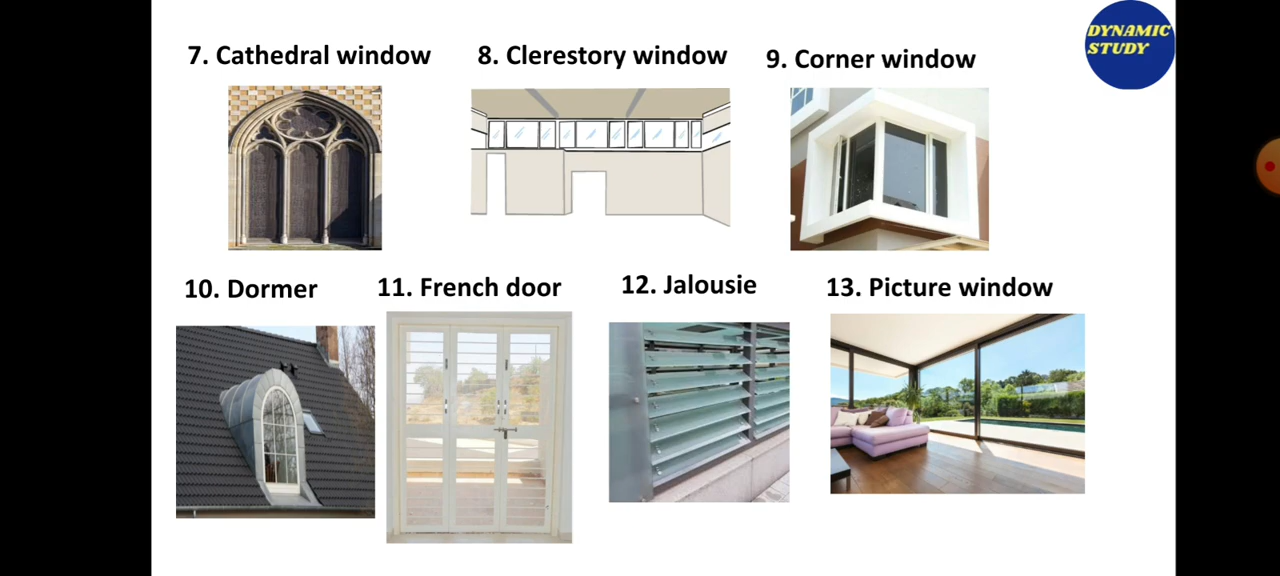 DYNAMIC
STUDY
7. Cathedral window
8. Clerestory window
9. Corner window
10. Dormer
11. French door
12. Jalousie
13. Picture window